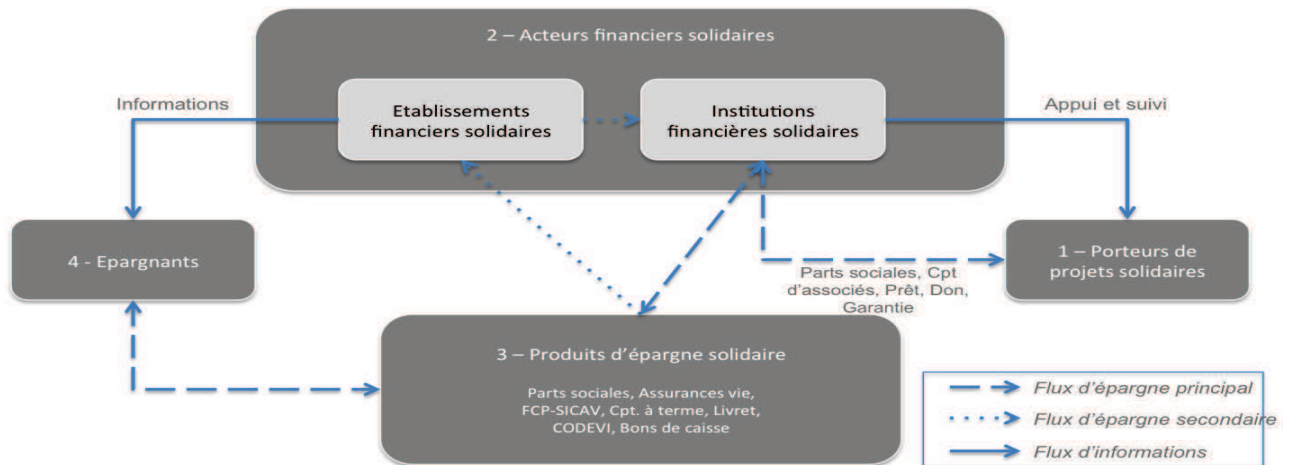 2 – Acteurs financiers solidaires
Informations
Etablissements
financiers solidaires
Institutions
financières solidaires
Appui et suivi
4 - Epargnants
1 – Porteurs de
projets solidaires
Parts sociales, Cpt
d'associés, Prêt, Don,
Garantie
3 – Produits d'épargne solidaire
Parts sociales, Assurances vie,
FCP-SICAV, Cpt. à terme, Livret,
CODEVI, Bons de caisse
Flux d'épargne principal
Flux d'épargne secondaire
Flux d'informations